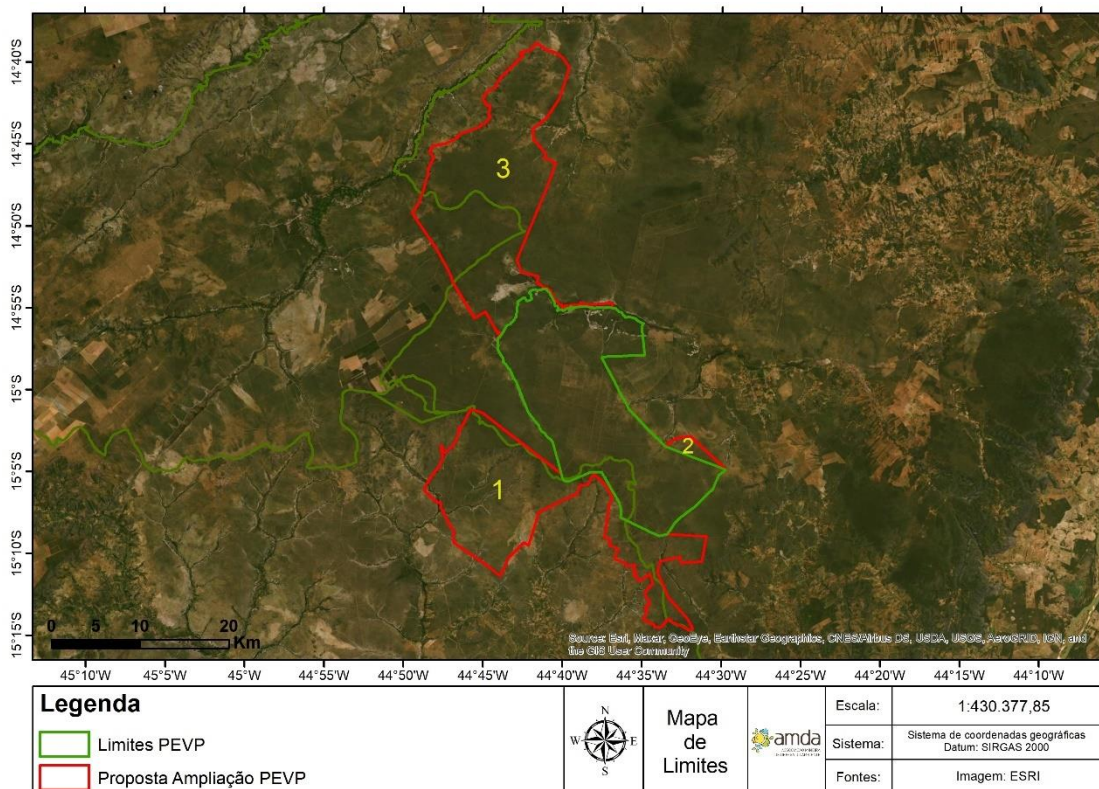 14°40'S
14°45'S
14°50'S
14°55'S
15°S
15°5'S
15°10'S
15°15'S
3
2
1
0 5 10 20
Km
Source: Esri, Maxar, GeoEye, Earthstar Geographics, CNES/Airbus DS, USDA, USGS, AeroGRID, IGN, and
the GIS User Community
45°10'W 45°5'W 45°W 44°55'W 44°50'W 44°45'W 44°40'W 44°35'W 44°30'W 44°25'W 44°20'W 44°15'W 44°10'W
Legenda
Limites PEVP
Proposta Ampliação PEVP
N
W E
S
Mapa
de
Limites
amda
Escala: 1:430.377,85
Sistema: Sistema de coordenadas geográficas
Datum: SIRGAS 2000
Fontes: Imagem: ESRI